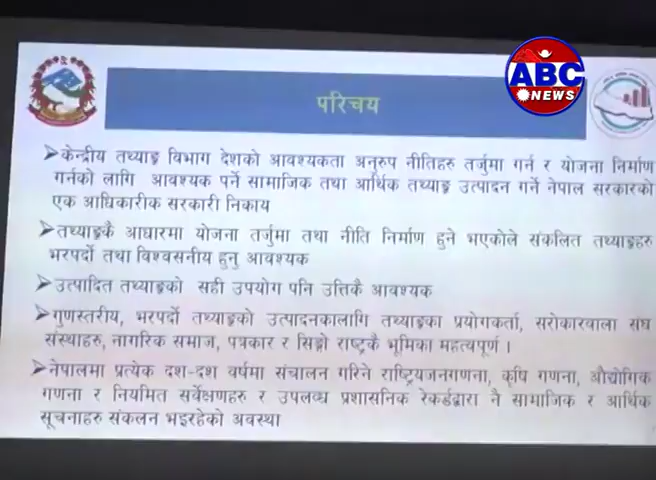 ABC
NEWS
परिचय
➤केन्द्रीय तथ्याङ्क विभाग देशको आवश्यकता अनुरुप नीतिहरु तर्जुमा गर्न र योजना निर्माण
गर्नको लागि आवश्यक पर्ने सामाजिक तथा आर्थिक तथ्याङ्क उत्पादन गर्ने नेपाल सरकारको
एक आधिकारीक सरकारी निकाय
➤तथ्याङ्ककै आधारमा योजना तर्जुमा तथा नीति निर्माण हुने भएकोले संकलित तथ्याङ्कहरु
भरपर्दो तथा विश्वसनीय हुनु आवश्यक
➤उत्पादित तथ्याङ्कको सही उपयोग पनि उत्तिकै आवश्यक
➤गुणस्तरीय, भरपर्दो तथ्याङ्कको उत्पादनकालागि तथ्याङ्कका प्रयोगकर्ता, सरोकारवाला संघ
संस्थाहरु, नागरिक समाज, पत्रकार र सिङ्गो राष्ट्रकै भूमिका महत्वपूर्ण ।
➤नेपालमा प्रत्येक दश-दश वर्षमा संचालन गरिने राष्ट्रियजनगणना, कृषि गणना, औद्योगिक
गणना र नियमित सर्वेक्षणहरु र उपलब्ध प्रशासनिक रेकर्डद्वारा नै सामाजिक र आर्थिक
सूचनाहरु संकलन भइरहेको अवस्था